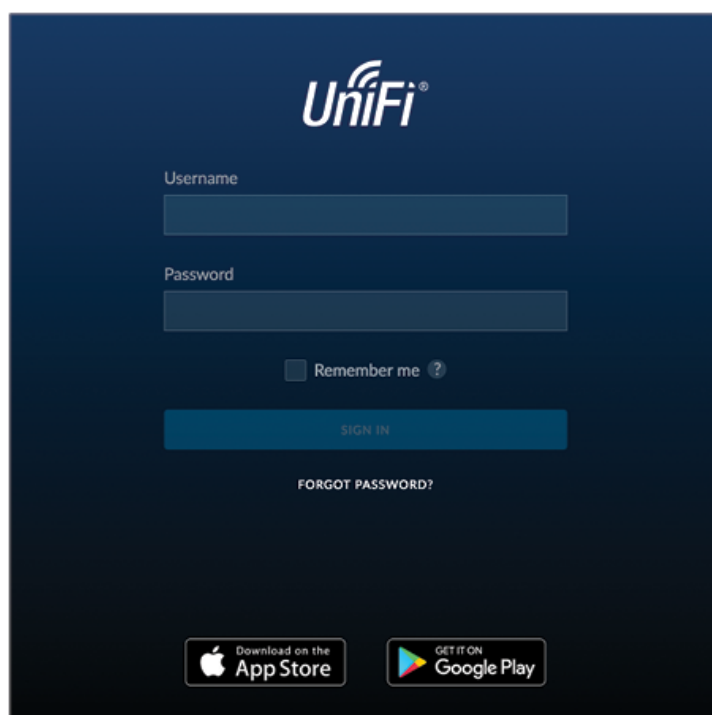 UniFi®
Username
Password
Remember me ?
SIGN IN
FORGOT PASSWORD?
Download on the
App Store
GET IT ON
Google Play